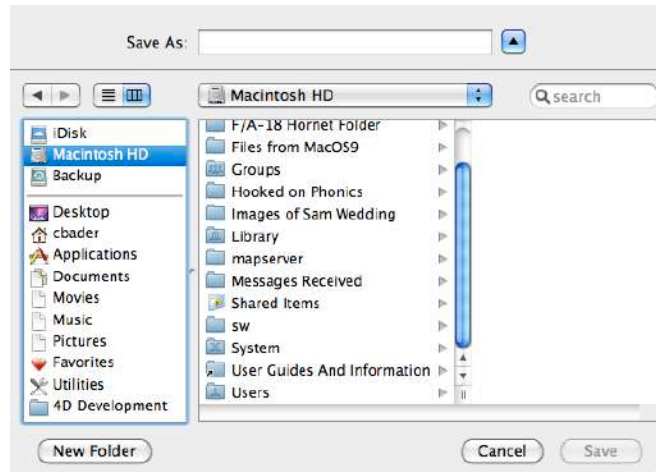 Save As:
Macintosh HD
search
iDisk
Macintosh HD
Backup
Desktop
cbader
Applications
Documents
Movies
Music
Pictures
Favorites
Utilities
4D Development
F/A-18 Hornet Folder
Files from MacOS9
Groups
Hooked on Phonics
Images of Sam Wedding
Library
mapserver
Messages Received
Shared Items
sw
System
User Guides And Information
Users
New Folder
Cancel
Save